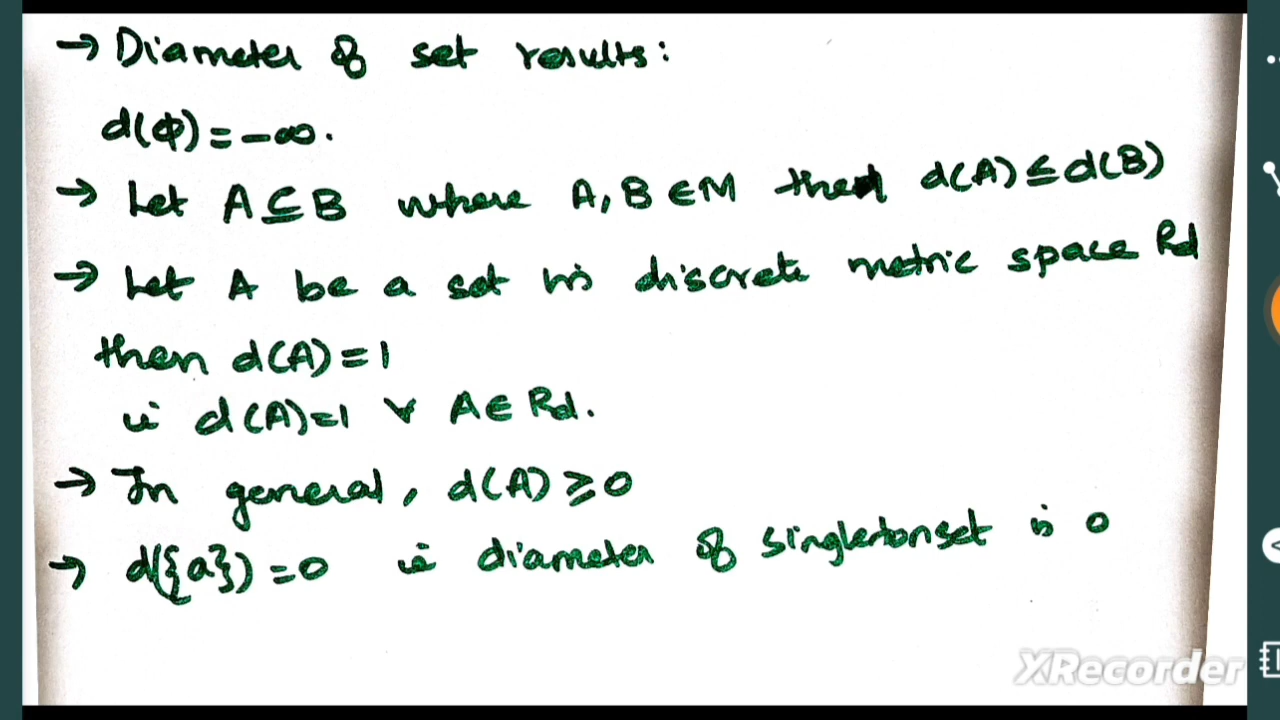 → Diameter of set results:
d(ϕ)=-∞.
→ Let A⊆B where A,B∈M then d(A)≤d(B)
→ Let A be a set in discrete metric space Rd
then d(A)=1
ie d(A)=1 ∀ A∈Rd.
→ In general, d(A)≥0
→ d({a})=0 ie diameter of singletonset is 0
XRecorder